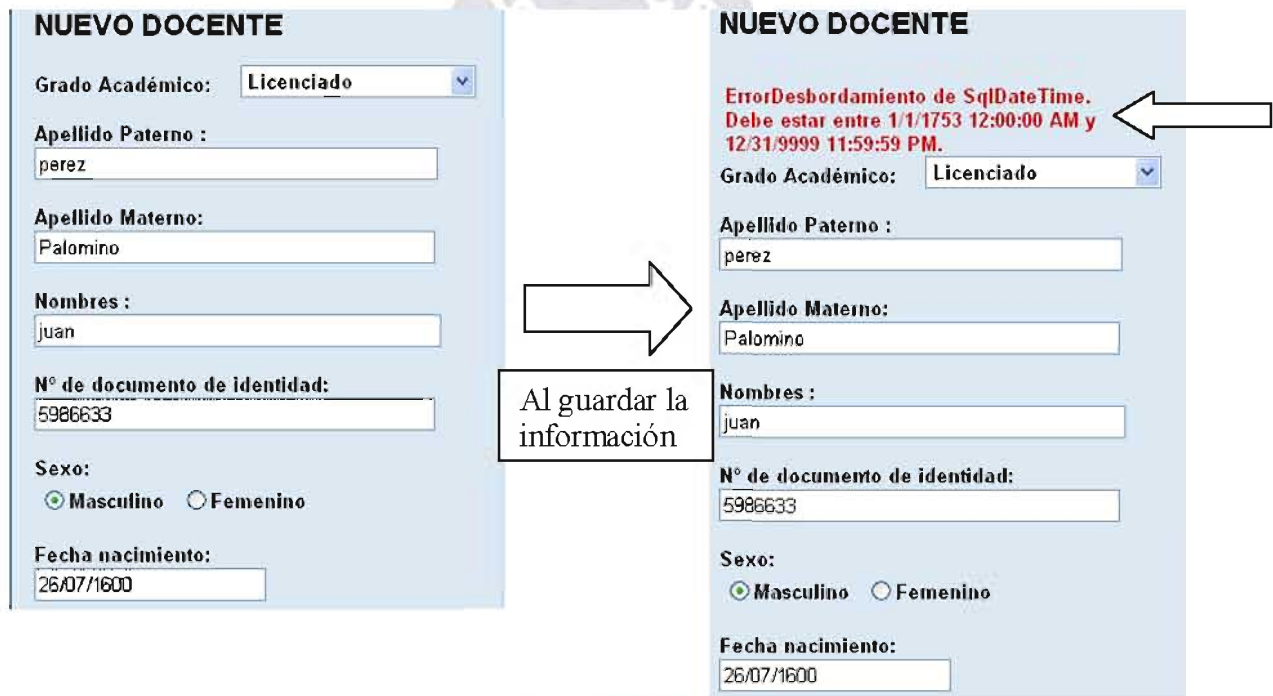 NUEVO DOCENTE
Grado Académico: Licenciado
Apellido Paterno :
perez
Apellido Materno:
Palomino
Nombres :
juan
Nº de documento de identidad:
5986633
Sexo:
Masculino Femenino
Fecha nacimiento:
26/07/1600
Al guardar la
información
NUEVO DOCENTE
ErrorDesbordamiento de SqlDateTime.
Debe estar entre 1/1/1753 12:00:00 AM y
12/31/9999 11:59:59 PM.
Grado Académico: Licenciado
Apellido Paterno :
perez
Apellido Materno:
Palomino
Nombres :
juan
Nº de documento de identidad:
5986633
Sexo:
Masculino Femenino
Fecha nacimiento:
26/07/1600